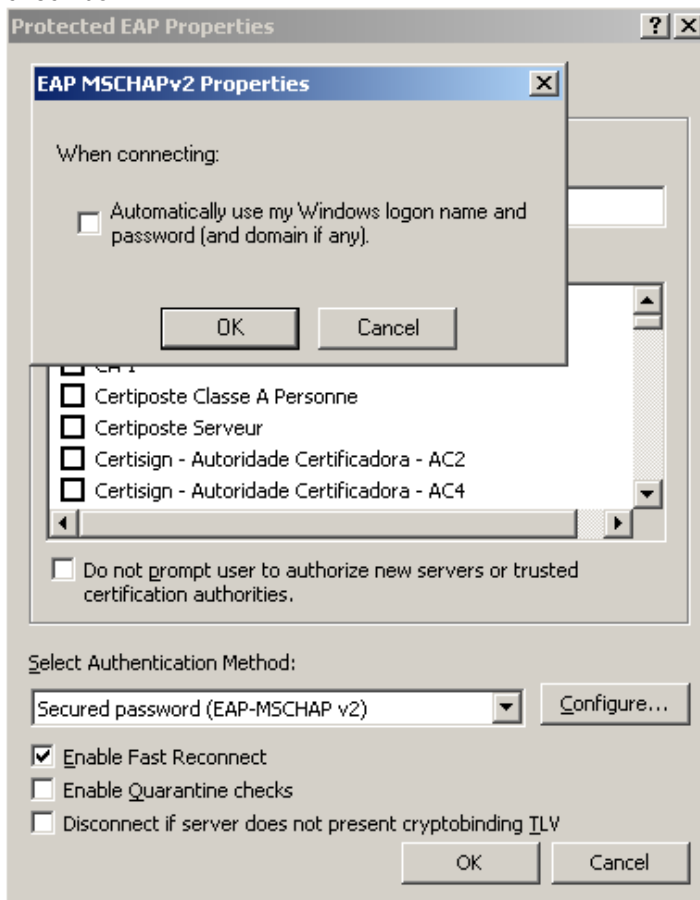 Protected EAP Properties
EAP MSCHAPv2 Properties
When connecting:
Automatically use my Windows logon name and
password (and domain if any).
OK
Cancel
Certiposte Classe A Personne
Certiposte Serveur
Certisign - Autoridade Certificadora - AC2
Certisign - Autoridade Certificadora - AC4
Do not prompt user to authorize new servers or trusted
certification authorities.
Select Authentication Method:
Secured password (EAP-MSCHAP v2)
Configure...
Enable Fast Reconnect
Enable Quarantine checks
Disconnect if server does not present cryptobinding TLV
OK
Cancel